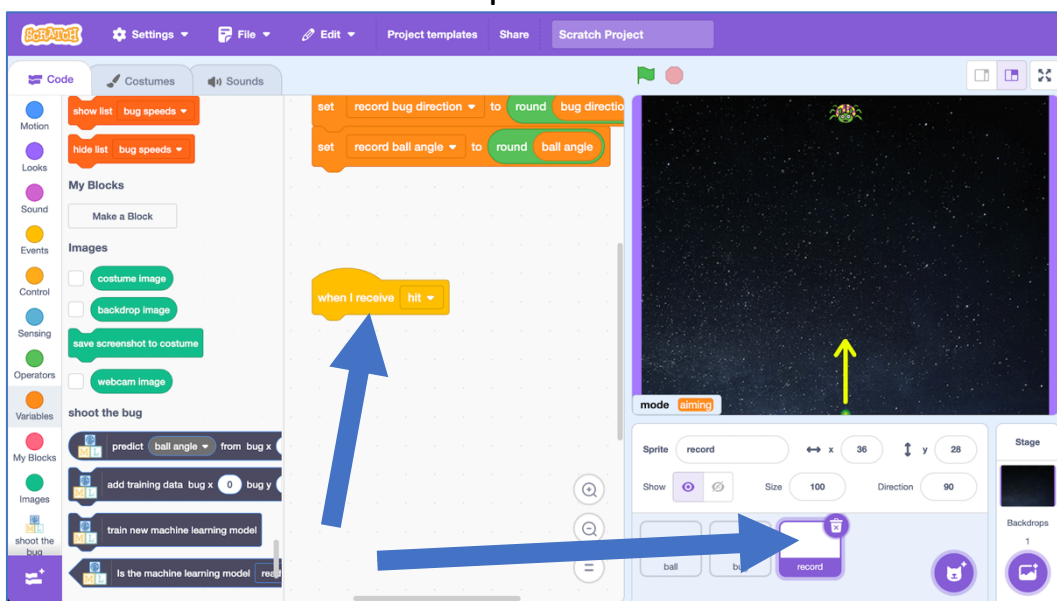 SCRATCH Settings File Edit Project templates Share Scratch Project
Code Costumes Sounds
Motion
Looks
Sound
Events
Control
Sensing
Operators
Variables
My Blocks
Images
shoot the
bug
show list bug speeds
hide list bug speeds
My Blocks
Make a Block
Images
costume image
backdrop image
save screenshot to costume
webcam image
shoot the bug
ML predict ball angle from bug x
ML add training data bug x 0 bug y
ML train new machine learning model
ML Is the machine learning model
set record bug direction to round bug
set record ball angle to round ball angle
when I receive hit
mode aiming
Sprite record x 36 y 28
Show Size 100 Direction 90
ball record
Stage
Backdrops
1